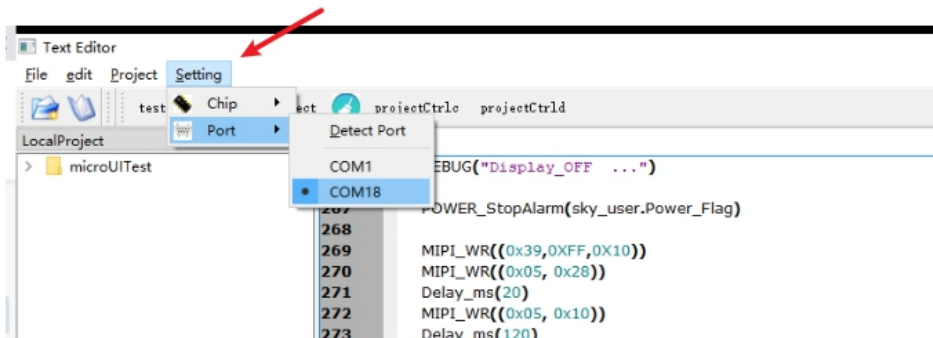 Text Editor
File edit Project Setting
test Chip ect projectCtrlc projectCtrld
LocalProject Port Detect Port
microUITest COM1 EBUG("Display_OFF ...")
COM18
267 POWER_StopAlarm(sky_user.Power_Flag)
268
269 MIPI_WR((0x39,0XFF,0X10))
270 MIPI_WR((0x05, 0x28))
271 Delay_ms(20)
272 MIPI_WR((0x05, 0x10))
273 Delay_ms(120)